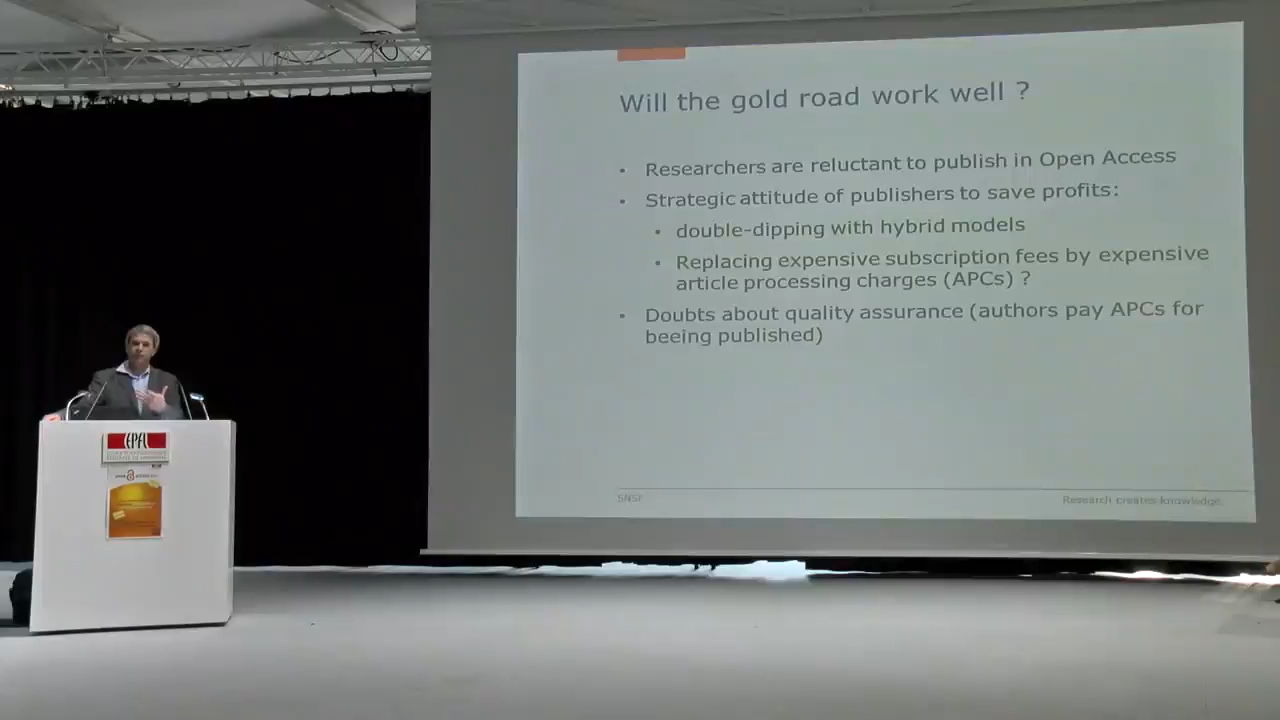 Will the gold road work well ?
• Researchers are reluctant to publish in Open Access
• Strategic attitude of publishers to save profits:
• double-dipping with hybrid models
• Replacing expensive subscription fees by expensive
article processing charges (APCs) ?
• Doubts about quality assurance (authors pay APCs for
beeing published)
SNSF
Research creates knowledge.
EPFL